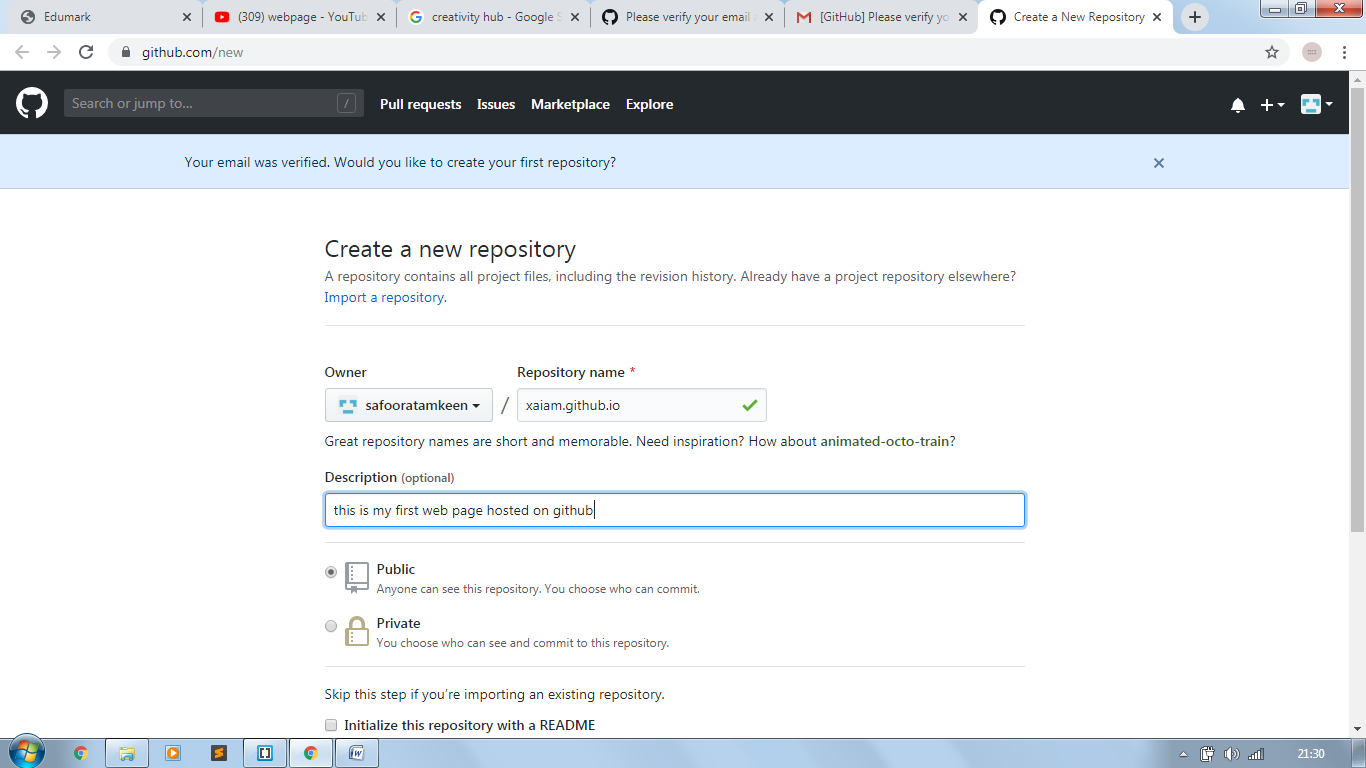 Edumark
(309) webpage - YouTub
creativity hub - Google S
Please verify your email a
[GitHub] Please verify yo
Create a New Repository
github.com/new
Search or jump to...
/
Pull requests Issues Marketplace Explore
Your email was verified. Would you like to create your first repository?
Create a new repository
A repository contains all project files, including the revision history. Already have a project repository elsewhere?
Import a repository.
Owner
Repository name *
safooratamkeen / xaiam.github.io
Great repository names are short and memorable. Need inspiration? How about animated-octo-train?
Description (optional)
this is my first web page hosted on github
Public
Anyone can see this repository. You choose who can commit.
Private
You choose who can see and commit to this repository.
Skip this step if you're importing an existing repository.
Initialize this repository with a README
21:30